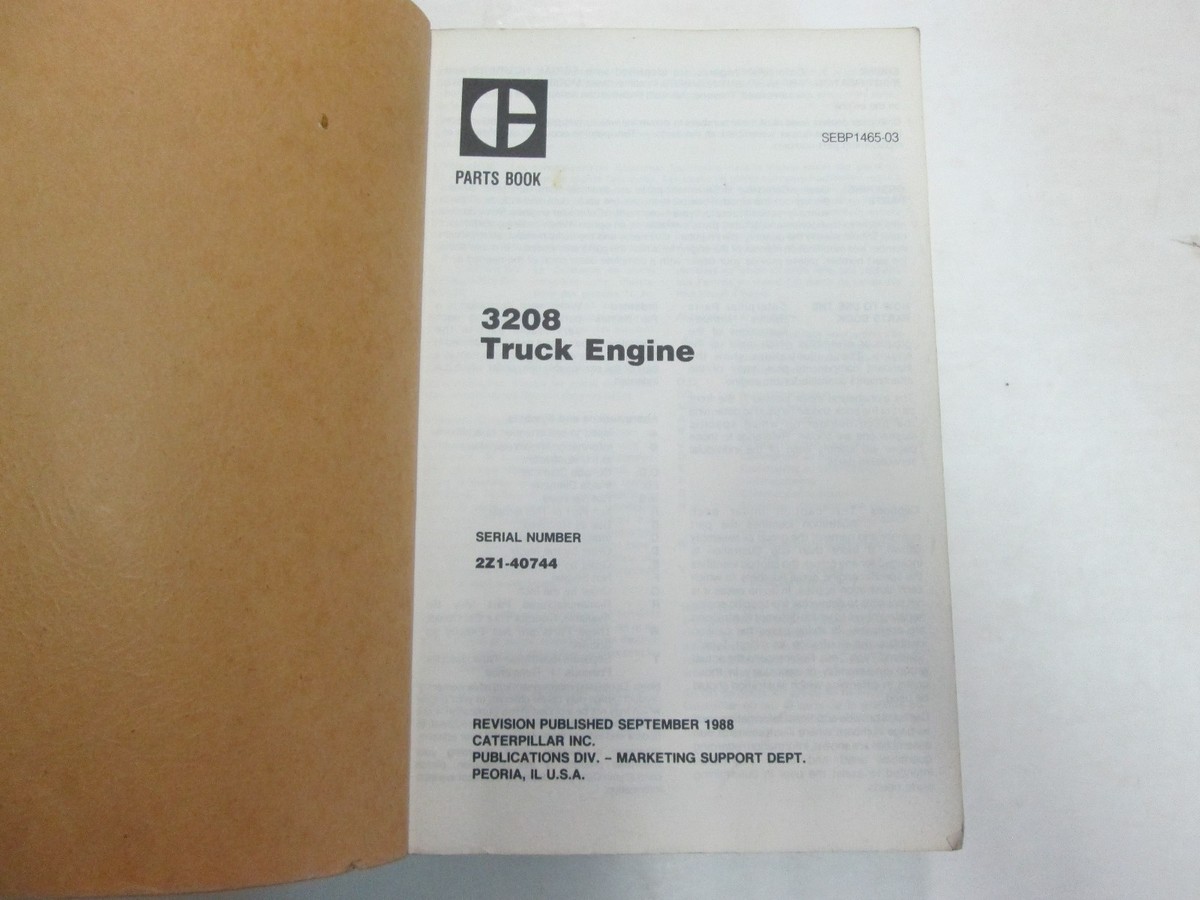 SEBP1465-03
PARTS BOOK
3208
Truck Engine
SERIAL NUMBER
2Z1-40744
REVISION PUBLISHED SEPTEMBER 1988
CATERPILLAR INC.
PUBLICATIONS DIV. – MARKETING SUPPORT DEPT.
PEORIA, IL U.S.A.